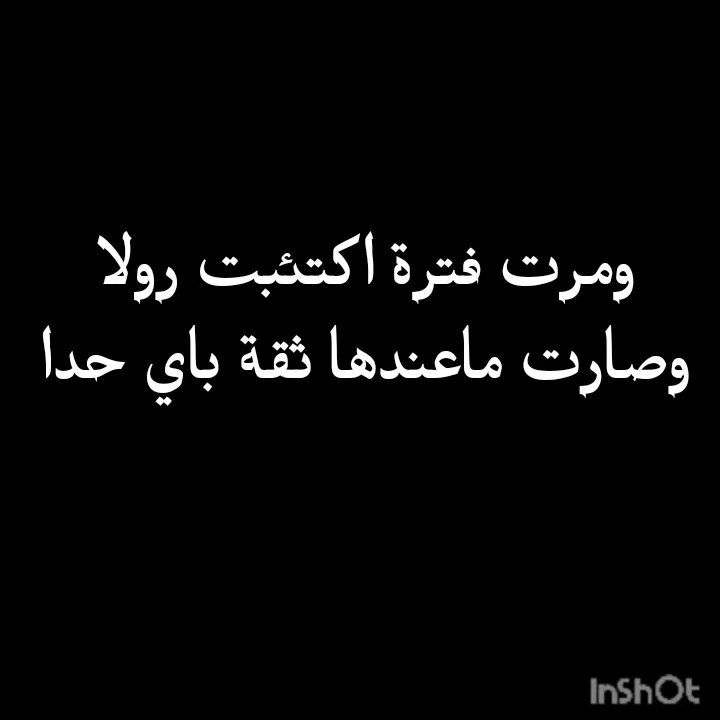 ومرت فترة اكتئبت رولا
وصارت ماعندها ثقة باي حدا
InShOt